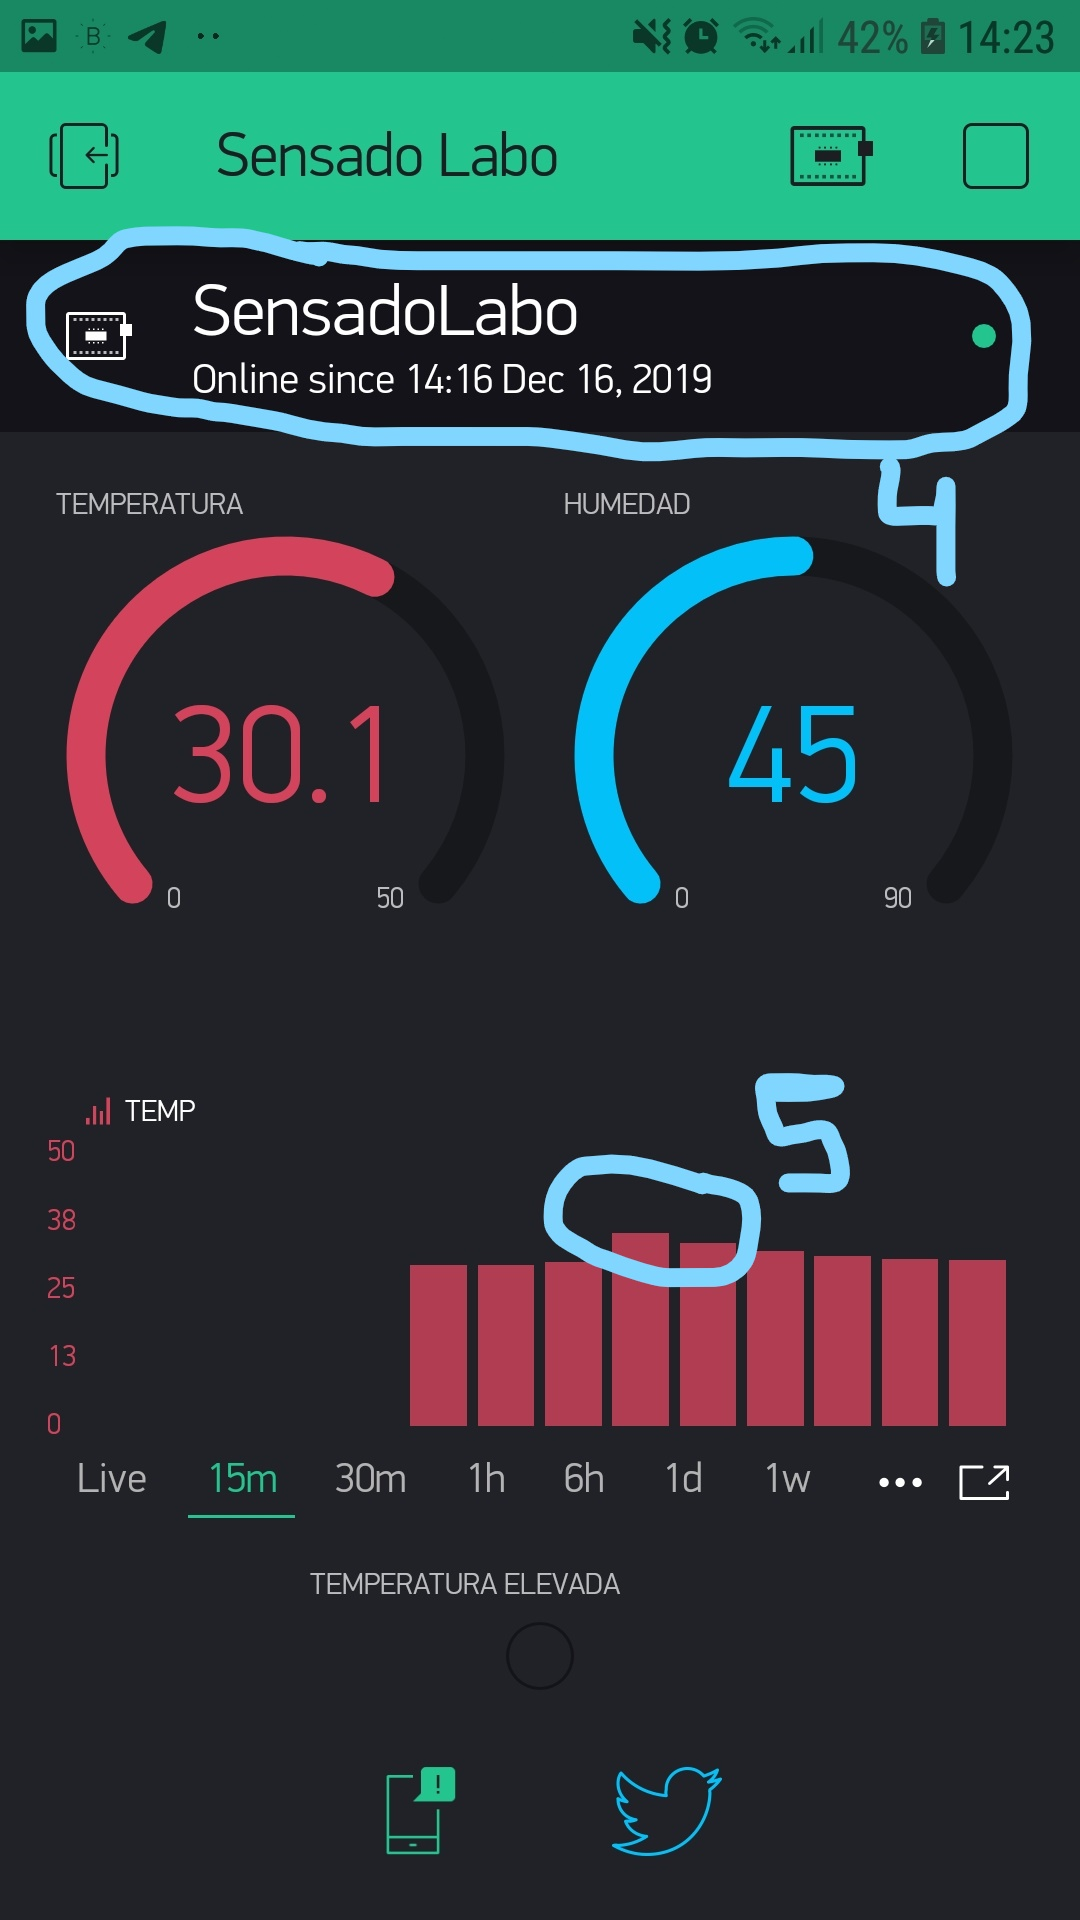 42% 14:23
Sensado Labo
SensadoLabo
Online since 14:16 Dec 16, 2019
4
TEMPERATURA HUMEDAD
30.1 45
0 50 0 90
5
TEMP
50
38
25
13
0
Live 15m 30m 1h 6h 1d 1w
TEMPERATURA ELEVADA